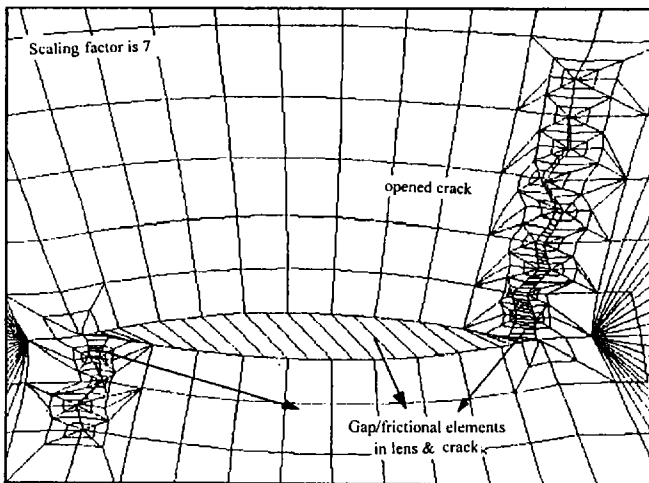 Scaling factor is 7
opened crack
Gap/frictional elements
in lens & crack